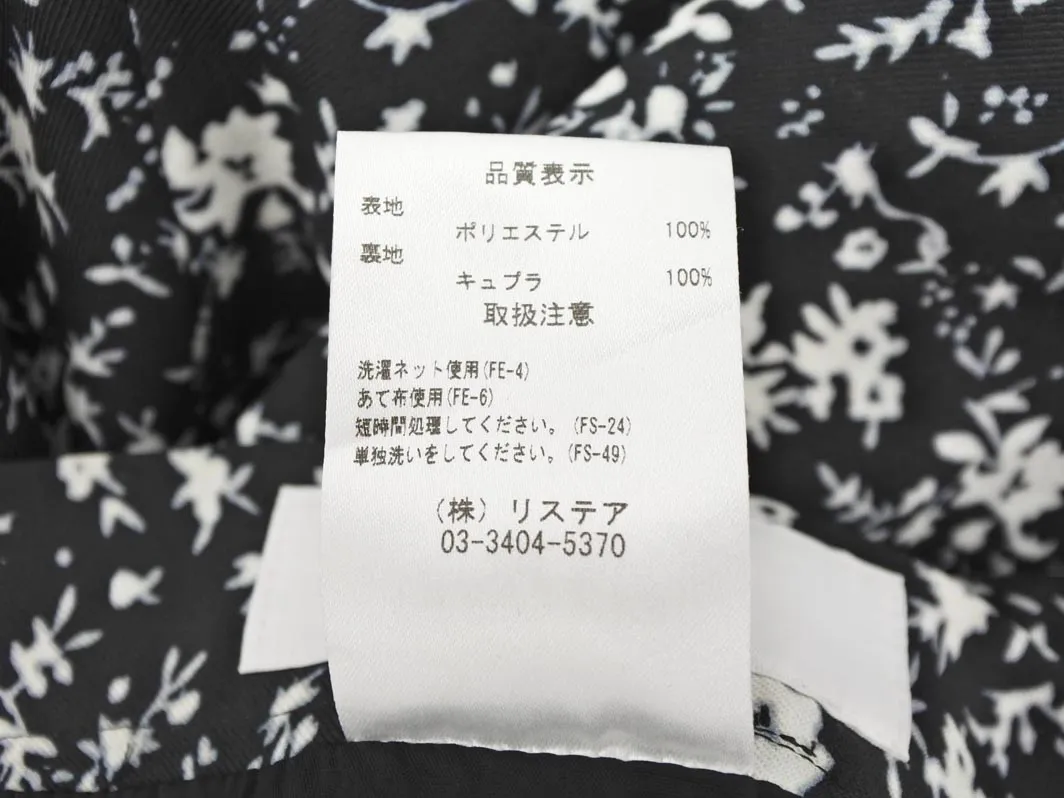 品質表示
表地
ポリエステル 100%
裏地
キュプラ 100%
取扱注意
洗濯ネット使用(FE-4)
あて布使用(FE-6)
短時間処理してください。(FS-24)
単独洗いをしてください。(FS-49)
(株) リステア
03-3404-5370